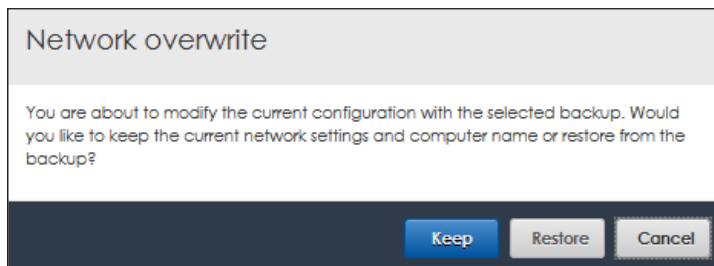 Network overwrite
You are about to modify the current configuration with the selected backup. Would
you like to keep the current network settings and computer name or restore from the
backup?
Keep
Restore
Cancel